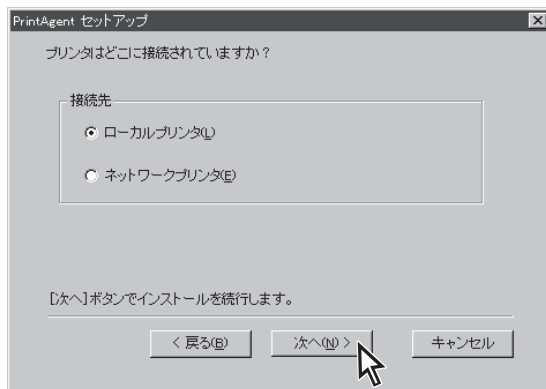 PrintAgent セットアップ
プリンタはどこに接続されていますか？
接続先
ローカルプリンタ(L)
ネットワークプリンタ(E)
[次へ]ボタンでインストールを続行します。
< 戻る(B)
次へ(N) >
キャンセル